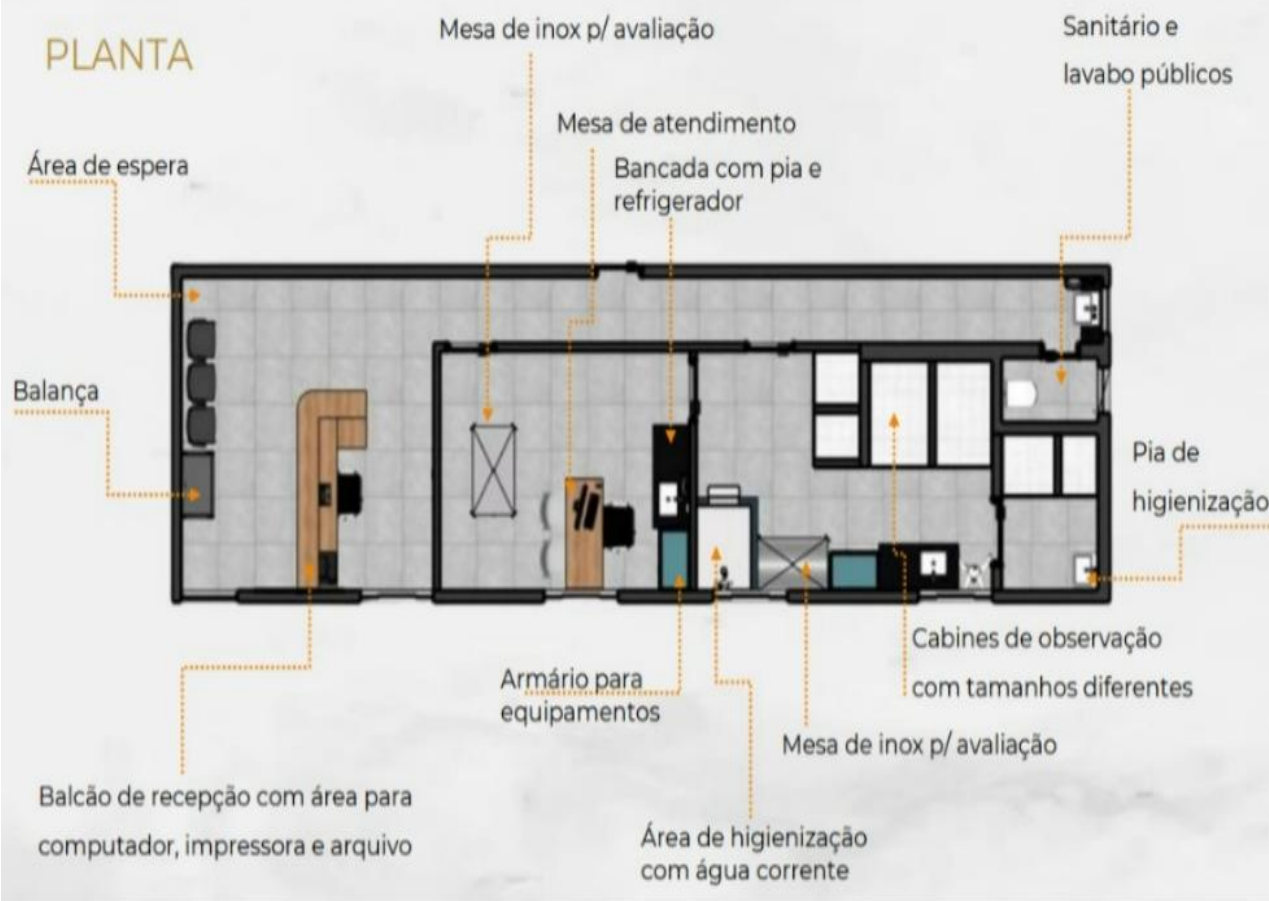 PLANTA
Mesa de inox p/ avaliação
Sanitário e
lavabo públicos
Mesa de atendimento
Área de espera
Bancada com pia e
refrigerador
Balança
Pia de
higienização
Cabines de observação
com tamanhos diferentes
Armário para
equipamentos
Mesa de inox p/ avaliação
Balcão de recepção com área para
computador, impressora e arquivo
Área de higienização
com água corrente